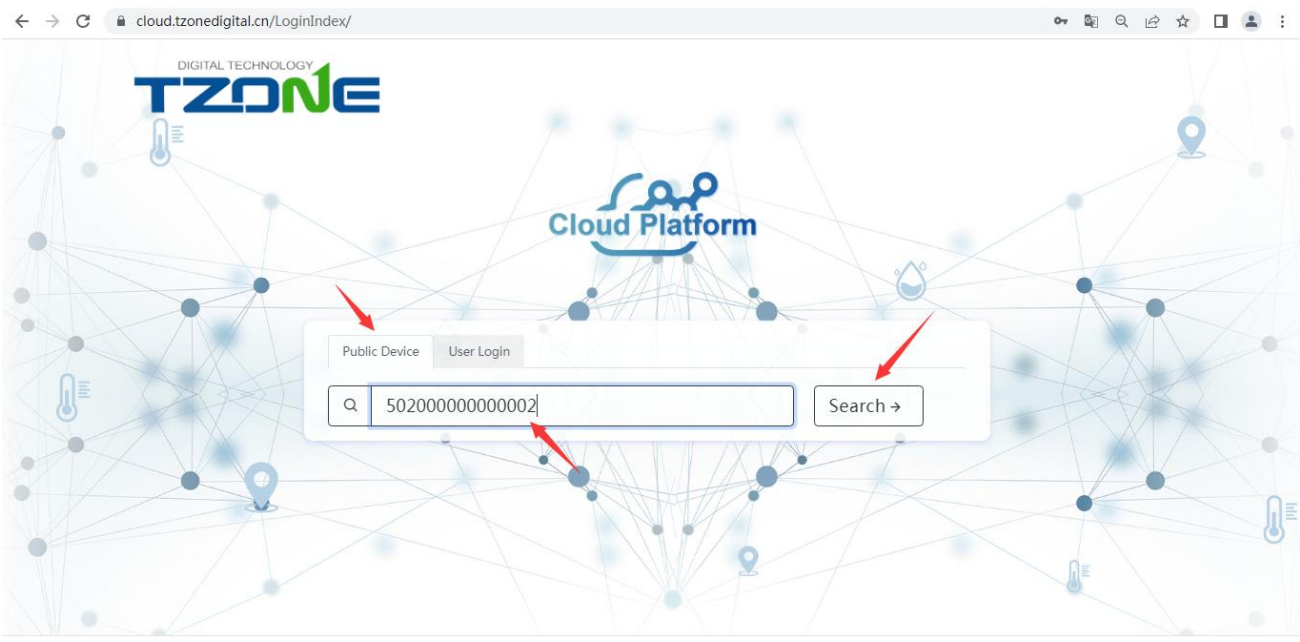 cloud.tzonedigital.cn/LoginIndex/
DIGITAL TECHNOLOGY
TZONE
Cloud Platform
Public Device
User Login
502000000000002
Search →